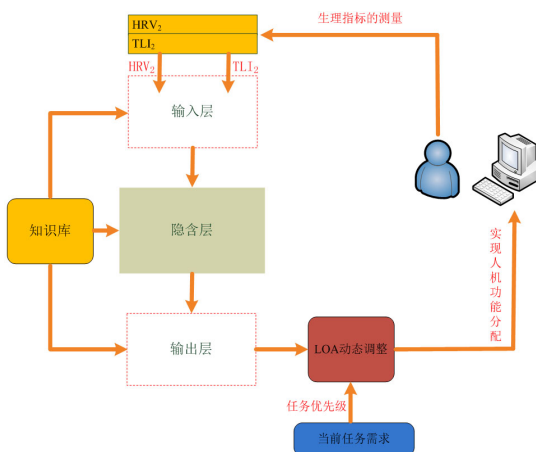 HRV₂
生理指标的测量
TLI₂
HRV₂
TLI₂
输入层
知识库
隐含层
实现人机功能分配
输出层
LOA动态调整
任务优先级
当前任务需求